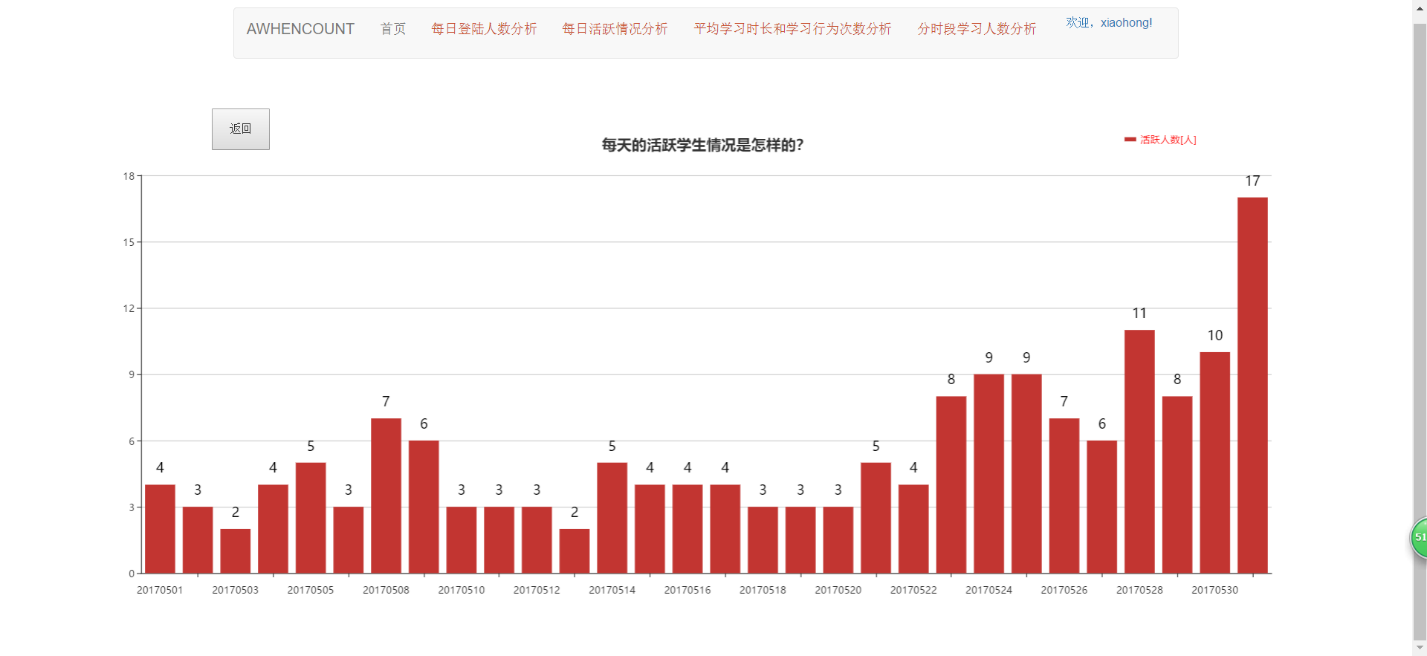 AWHENCOUNT 首页 每日登陆人数分析 每日活跃情况分析 平均学习时长和学习行为次数分析 分时段学习人数分析 欢迎，xiaohong!
返回
每天的活跃学生情况是怎样的？
活跃人数[人]
18
15
12
9
6
3
0
4 3 2 4 5 3 7 6 3 3 3 2 5 4 4 4 3 3 3 5 4 8 9 9 7 6 11 8 10 17
20170501 20170503 20170505 20170508 20170510 20170512 20170514 20170516 20170518 20170520 20170522 20170524 20170526 20170528 20170530
51